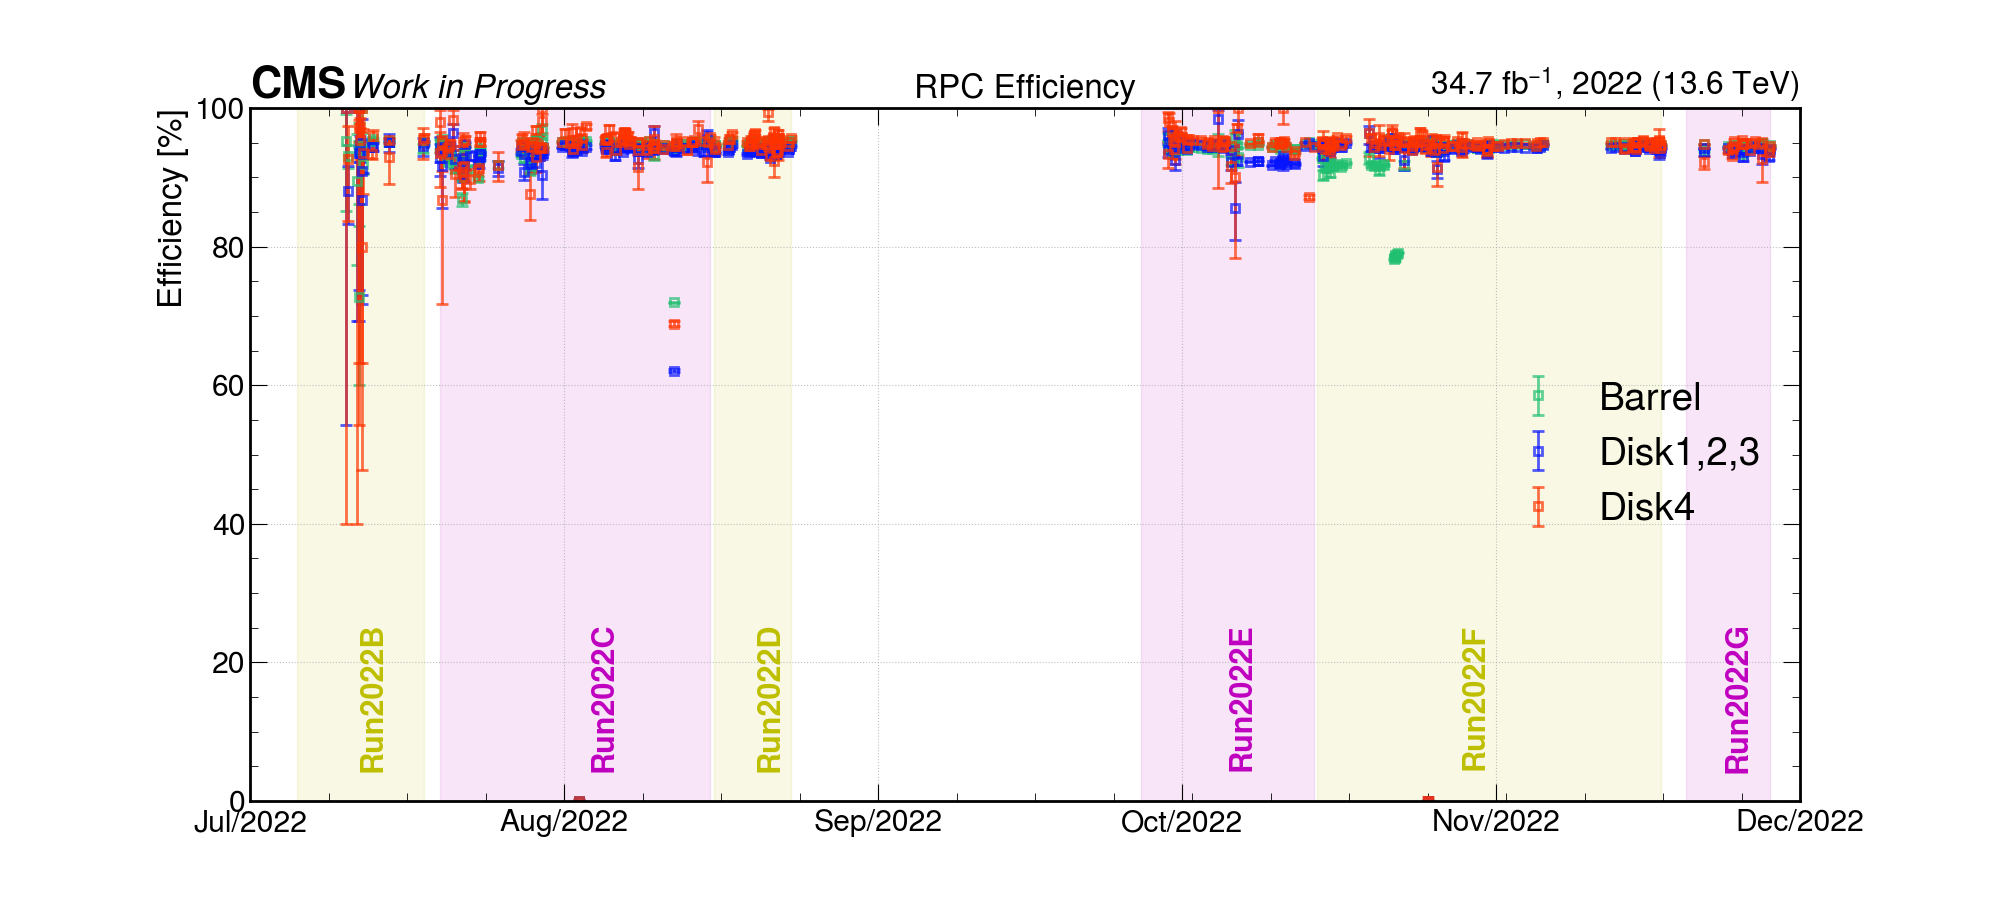 CMS Work in Progress RPC Efficiency 34.7 fb⁻¹, 2022 (13.6 TeV)
Efficiency [%]
100
80
60
40
20
0
Barrel
Disk1,2,3
Disk4
Run2022B
Run2022C
Run2022D
Run2022E
Run2022F
Run2022G
Jul/2022 Aug/2022 Sep/2022 Oct/2022 Nov/2022 Dec/2022